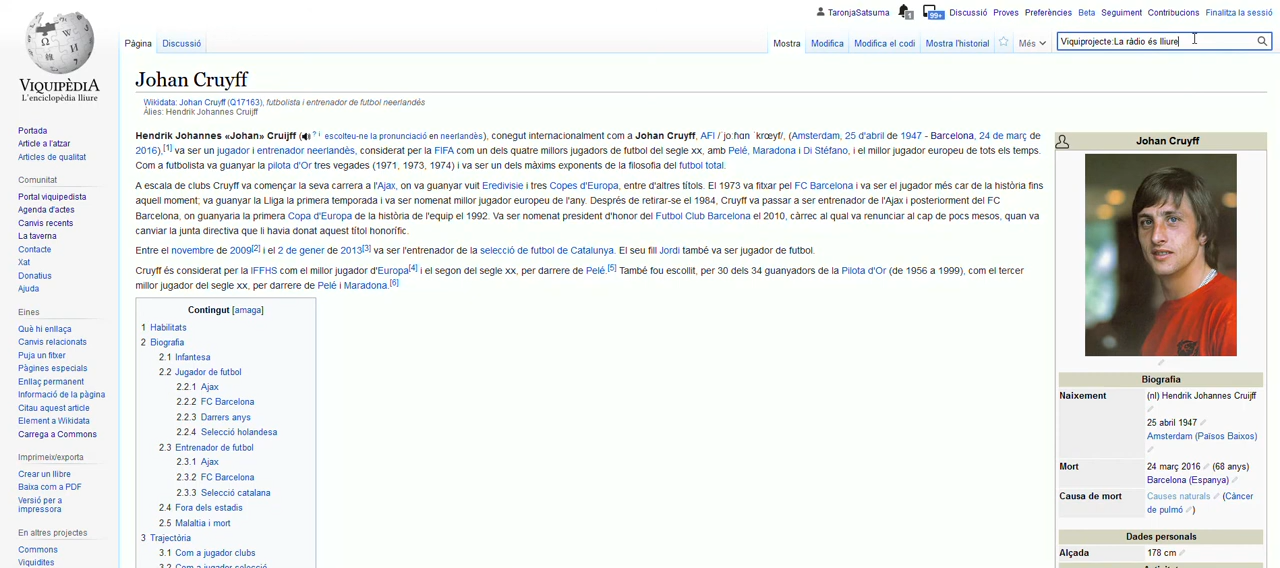 TaronjaSatsuma 1 99+ Discussió Proves Preferències Beta Seguiment Contribucions Finalitza la sessió
Pàgina Discussió Mostra Modifica Modifica el codi Mostra l'historial Més Viquiprojecte:La ràdio és lliure
VIQUIPÈDIA
L'enciclopèdia lliure
Portada
Article a l'atzar
Articles de qualitat
Comunitat
Portal viquipedista
Agenda d'actes
Canvis recents
La taverna
Contacte
Xat
Donatius
Ajuda
Eines
Què hi enllaça
Canvis relacionats
Puja un fitxer
Pàgines especials
Enllaç permanent
Informació de la pàgina
Citau aquest article
Element a Wikidata
Carrega a Commons
Imprimeix/exporta
Crear un llibre
Baixa com a PDF
Versió per a
impressora
En altres projectes
Commons
Viquidites
Johan Cruyff
Wikidata: Johan Cruyff (Q17163), futbolista i entrenador de futbol neerlandès
Àlies: Hendrik Johannes Cruijff
Hendrik Johannes «Johan» Cruijff (? i escolteu-ne la pronunciació en neerlandès), conegut internacionalment com a Johan Cruyff, AFI /ˈjoːɦɑn ˈkrœyf/, (Amsterdam, 25 d'abril de 1947 - Barcelona, 24 de març de
2016),[1] va ser un jugador i entrenador neerlandès, considerat per la FIFA com un dels quatre millors jugadors de futbol del segle xx, amb Pelé, Maradona i Di Stéfano, i el millor jugador europeu de tots els temps.
Com a futbolista va guanyar la pilota d'Or tres vegades (1971, 1973, 1974) i va ser un dels màxims exponents de la filosofia del futbol total.
A escala de clubs Cruyff va començar la seva carrera a l'Ajax, on va guanyar vuit Eredivisie i tres Copes d'Europa, entre d'altres títols. El 1973 va fitxar pel FC Barcelona i va ser el jugador més car de la història fins
aquell moment; va guanyar la Lliga la primera temporada i va ser nomenat millor jugador europeu de l'any. Després de retirar-se el 1984, Cruyff va passar a ser entrenador de l'Ajax i posteriorment del FC
Barcelona, on guanyaria la primera Copa d'Europa de la història de l'equip el 1992. Va ser nomenat president d'honor del Futbol Club Barcelona el 2010, càrrec al qual va renunciar al cap de pocs mesos, quan va
canviar la junta directiva que li havia donat aquest títol honorífic.
Entre el novembre de 2009[2] i el 2 de gener de 2013[3] va ser l'entrenador de la selecció de futbol de Catalunya. El seu fill Jordi també va ser jugador de futbol.
Cruyff és considerat per la IFFHS com el millor jugador d'Europa[4] i el segon del segle xx, per darrere de Pelé.[5] També fou escollit, per 30 dels 34 guanyadors de la Pilota d'Or (de 1956 a 1999), com el tercer
millor jugador del segle xx, per darrere de Pelé i Maradona.[6]
Contingut [amaga]
1 Habilitats
2 Biografia
2.1 Infantesa
2.2 Jugador de futbol
2.2.1 Ajax
2.2.2 FC Barcelona
2.2.3 Darrers anys
2.2.4 Selecció holandesa
2.3 Entrenador de futbol
2.3.1 Ajax
2.3.2 FC Barcelona
2.3.3 Selecció catalana
2.4 Fora dels estadis
2.5 Malaltia i mort
3 Trajectòria
3.1 Com a jugador clubs
3.2 Com a jugador selecció
Johan Cruyff
Biografia
Naixement (nl) Hendrik Johannes Cruijff
25 abril 1947
Amsterdam (Països Baixos)
Mort 24 març 2016 (68 anys)
Barcelona (Espanya)
Causa de mort Causes naturals (Càncer
de pulmó)
Dades personals
Alçada 178 cm